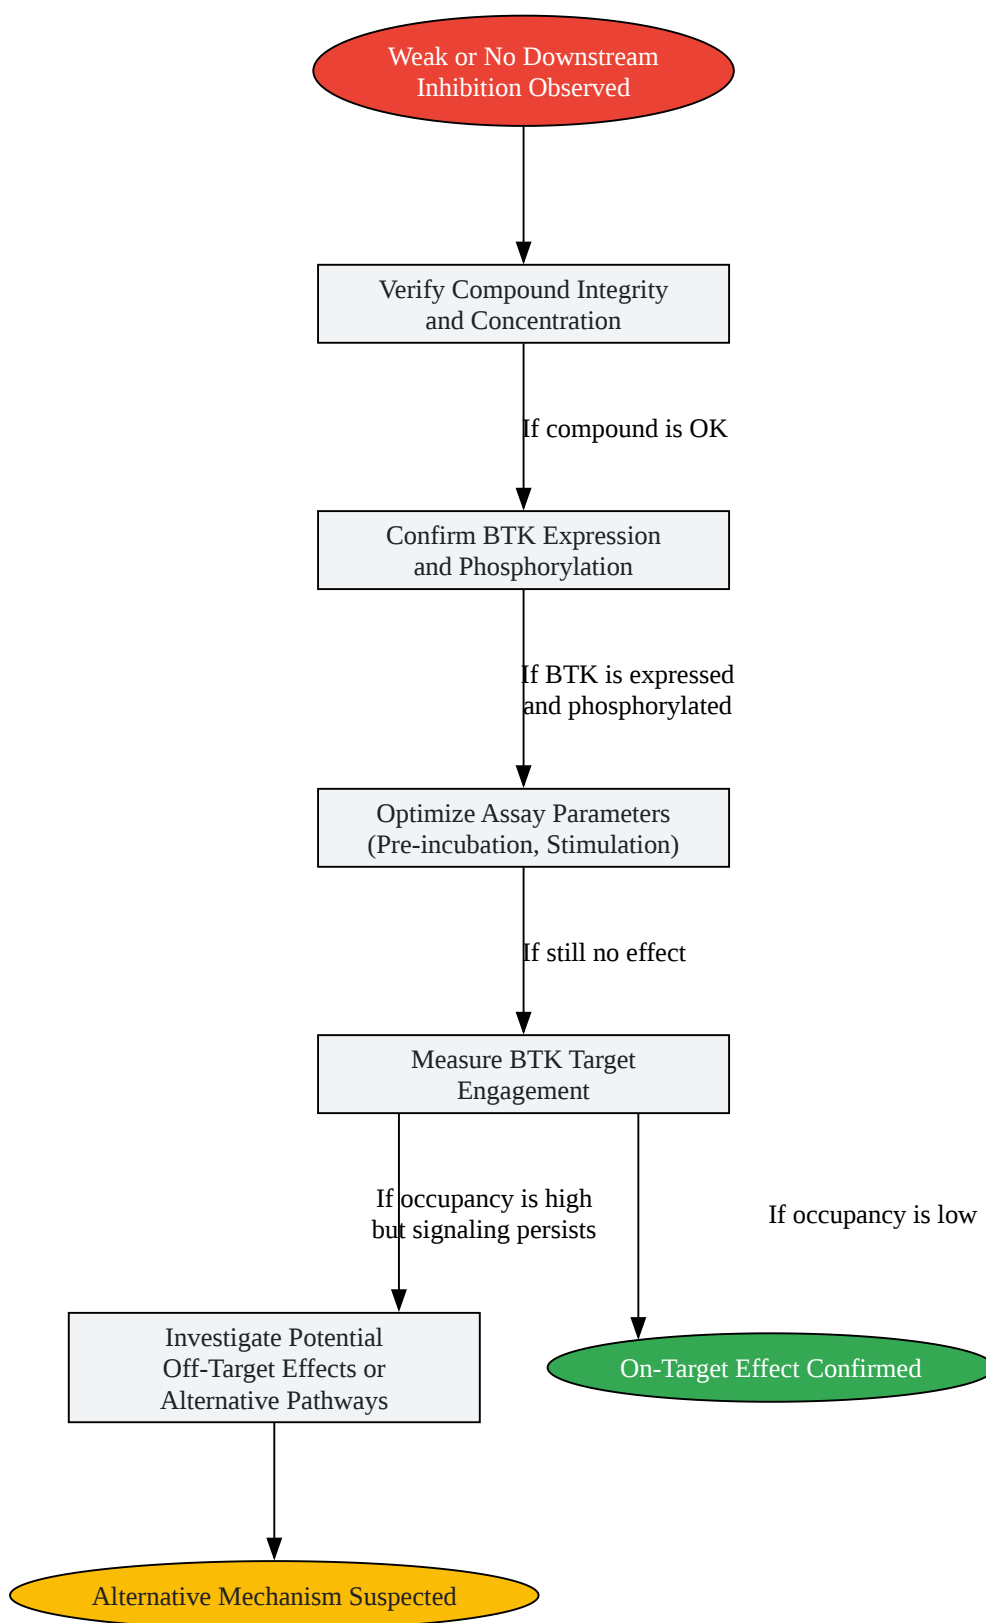 Weak or No Downstream
Inhibition Observed
Verify Compound Integrity
and Concentration
If compound is OK
Confirm BTK Expression
and Phosphorylation
If BTK is expressed
and phosphorylated
Optimize Assay Parameters
(Pre-incubation, Stimulation)
If still no effect
Measure BTK Target
Engagement
If occupancy is high
but signaling persists
If occupancy is low
Investigate Potential
Off-Target Effects or
Alternative Pathways
On-Target Effect Confirmed
Alternative Mechanism Suspected